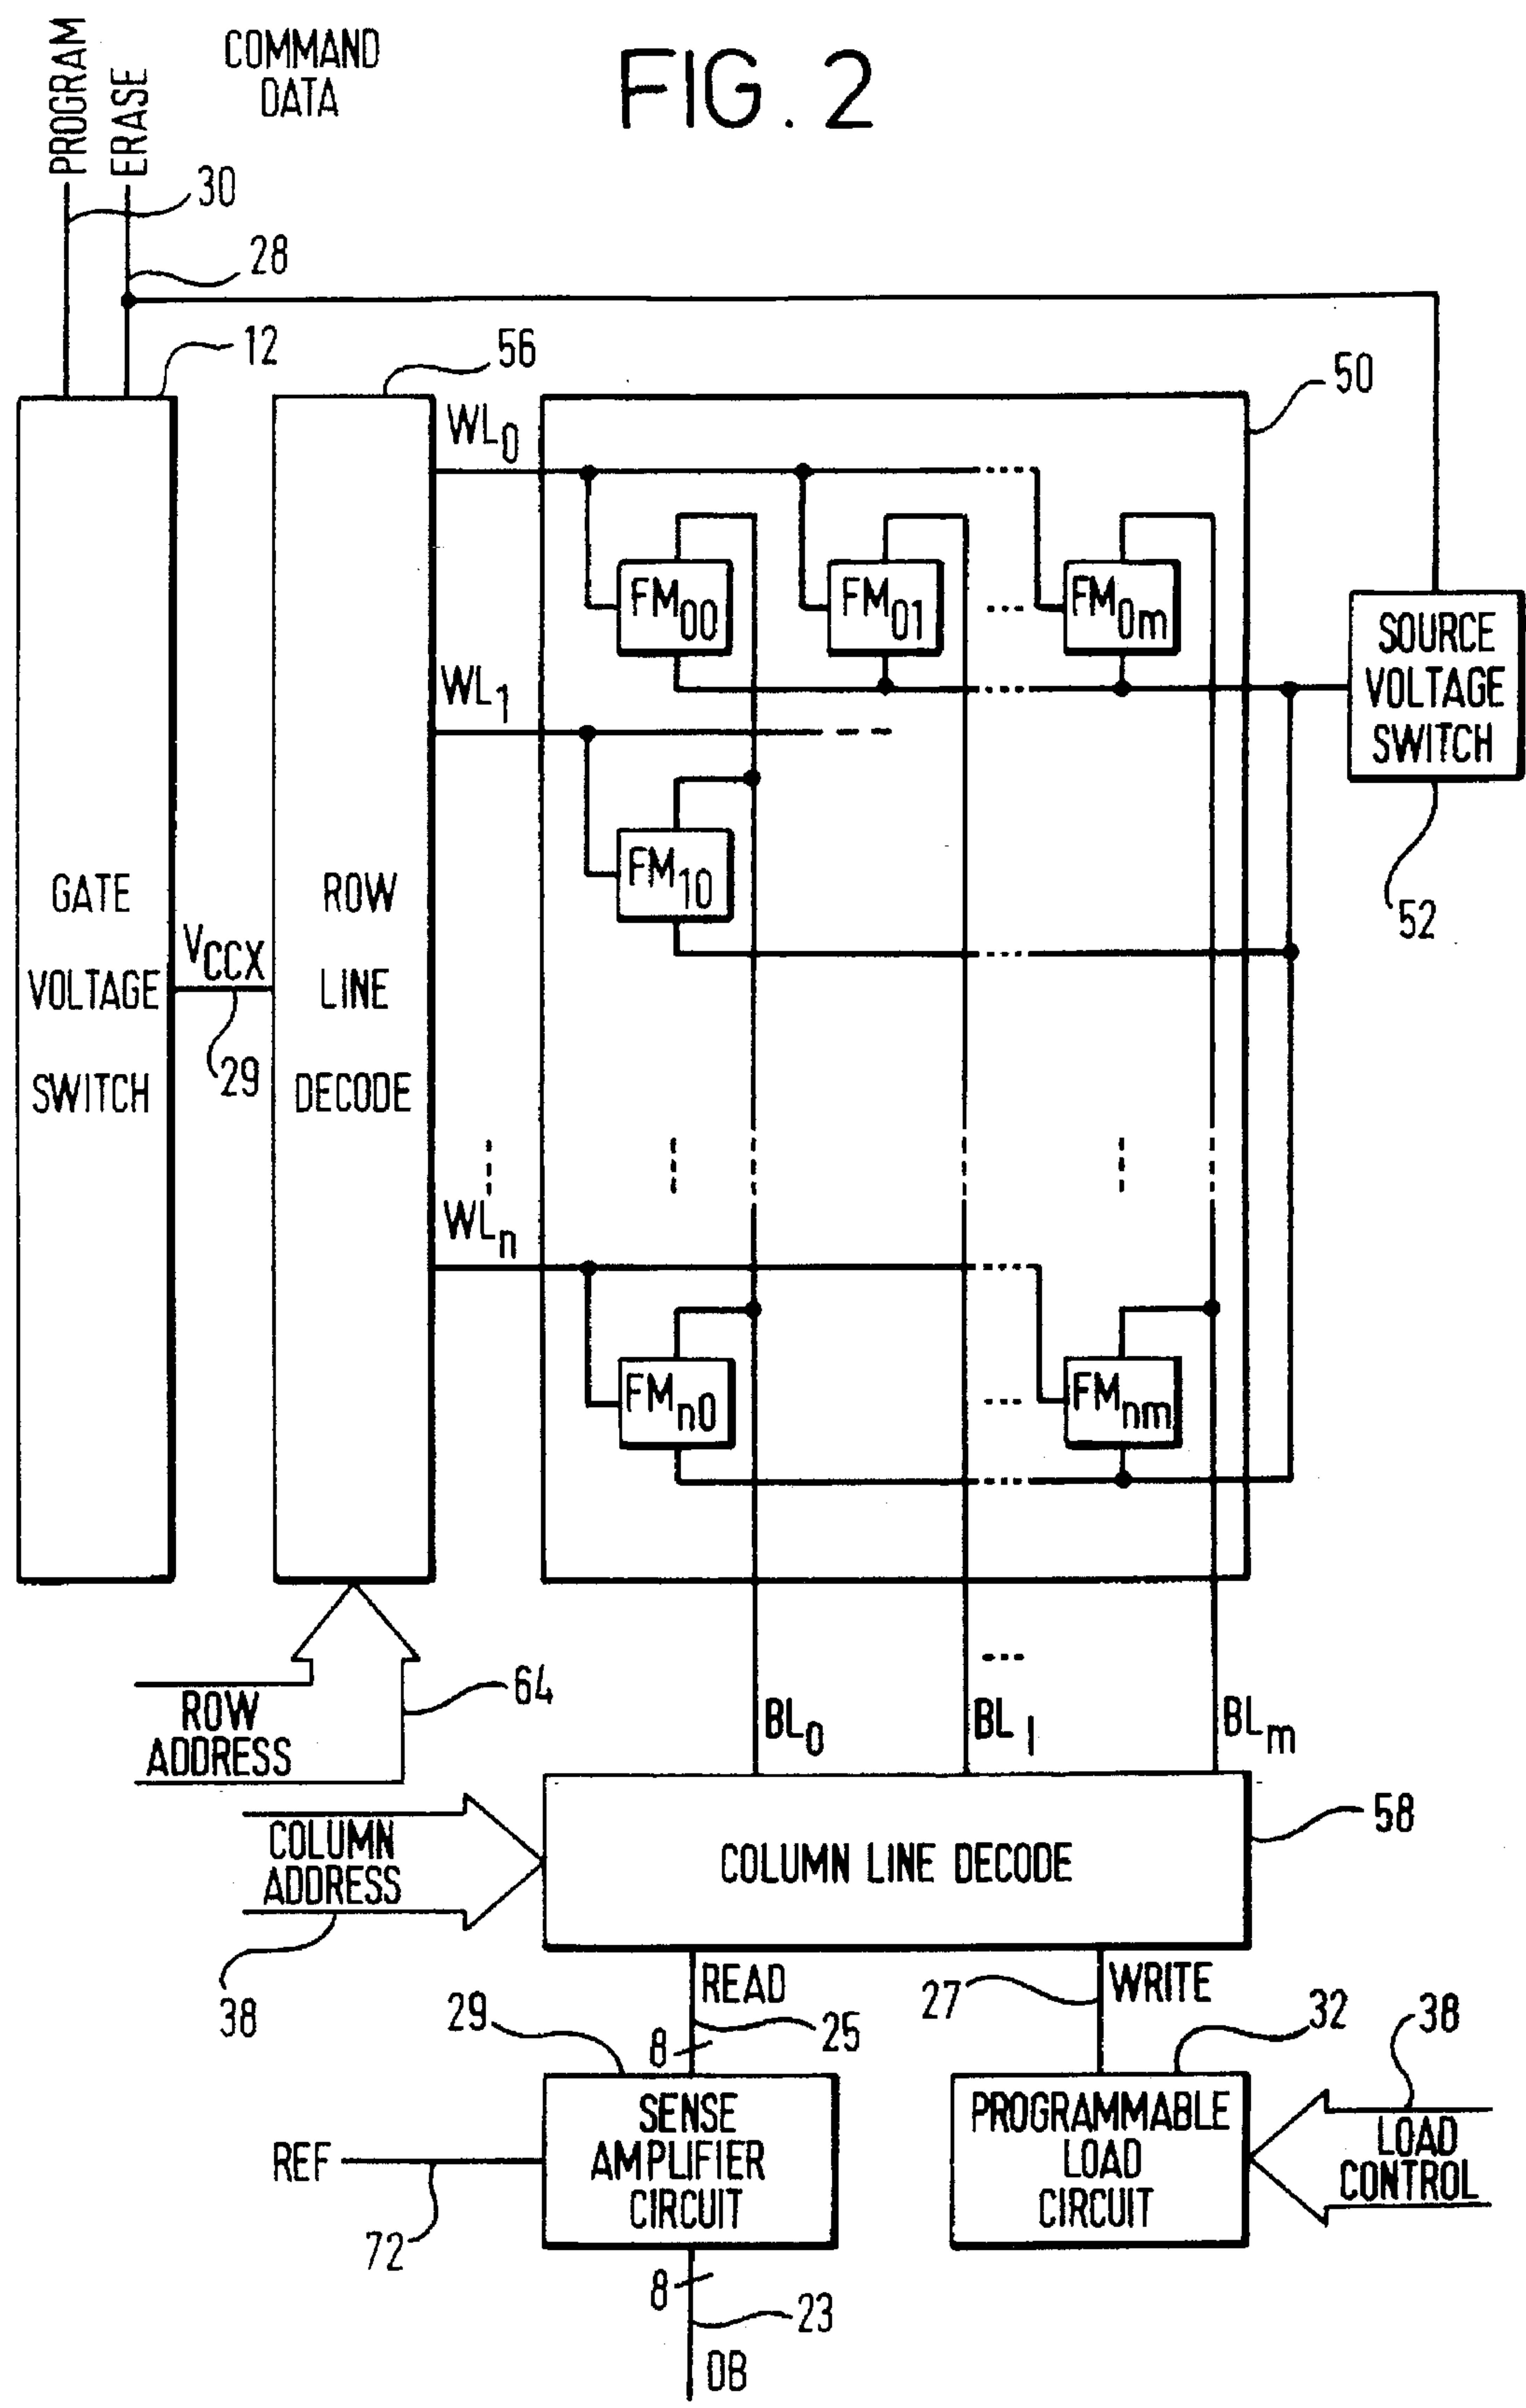 FIG. 2
COMMAND
DATA
PROGRAM
ERASE
30
28
12
56
50
WL0
FM00
FM01
...
FM0m
SOURCE
VOLTAGE
SWITCH
52
WL1
FM10
GATE
VOLTAGE
SWITCH
VCCX
29
ROW
LINE
DECODE
WLn
FMn0
...
FMnm
64
ROW
ADDRESS
BL0
BL1
...
BLm
COLUMN
ADDRESS
38
COLUMN LINE DECODE
58
READ
25
8
27
WRITE
29
32
38
SENSE
AMPLIFIER
CIRCUIT
REF
72
PROGRAMMABLE
LOAD
CIRCUIT
LOAD
CONTROL
8
23
DB